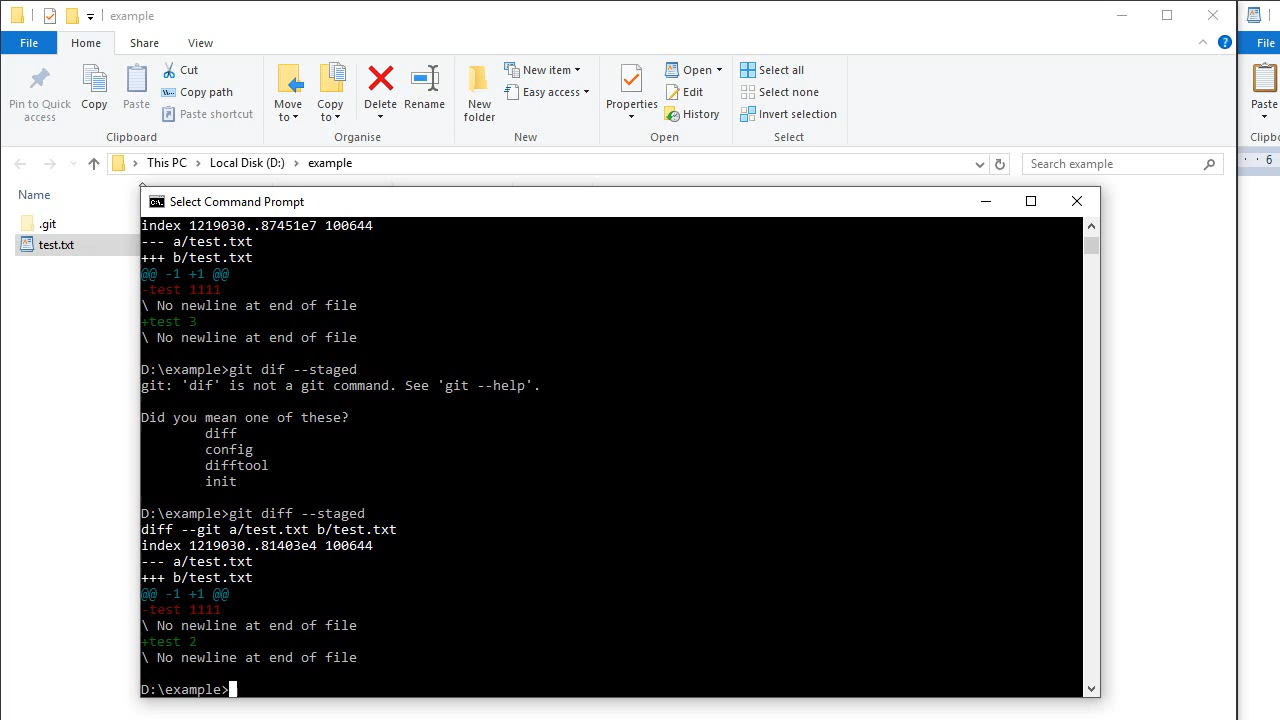 example
File Home Share View
File
Pin to Quick access
Copy
Paste
Cut
Copy path
Paste shortcut
Clipboard
Move to
Copy to
Delete
Rename
Organise
New folder
New item
Easy access
New
Properties
Open
Edit
History
Open
Select all
Select none
Invert selection
Select
Paste
Clipbo
This PC > Local Disk (D:) > example
Search example
6
Name
.git
test.txt
C:\.
Select Command Prompt
index 1219030..87451e7 100644
--- a/test.txt
+++ b/test.txt
@@ -1 +1 @@
-test 1111
\ No newline at end of file
+test 3
\ No newline at end of file
D:\example>git dif --staged
git: 'dif' is not a git command. See 'git --help'.
Did you mean one of these?
diff
config
difftool
init
D:\example>git diff --staged
diff --git a/test.txt b/test.txt
index 1219030..81403e4 100644
--- a/test.txt
+++ b/test.txt
@@ -1 +1 @@
-test 1111
\ No newline at end of file
+test 2
\ No newline at end of file
D:\example>